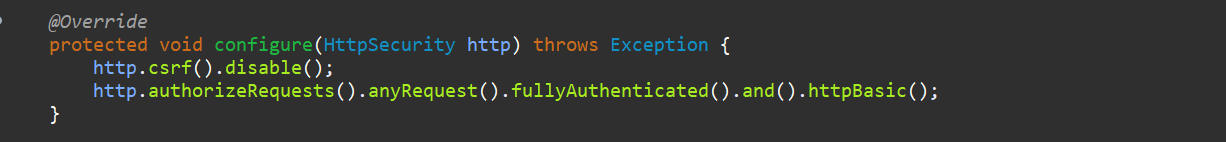 @Override
protected void configure(HttpSecurity http) throws Exception {
http.csrf().disable();
http.authorizeRequests().anyRequest().fullyAuthenticated().and().httpBasic();
}